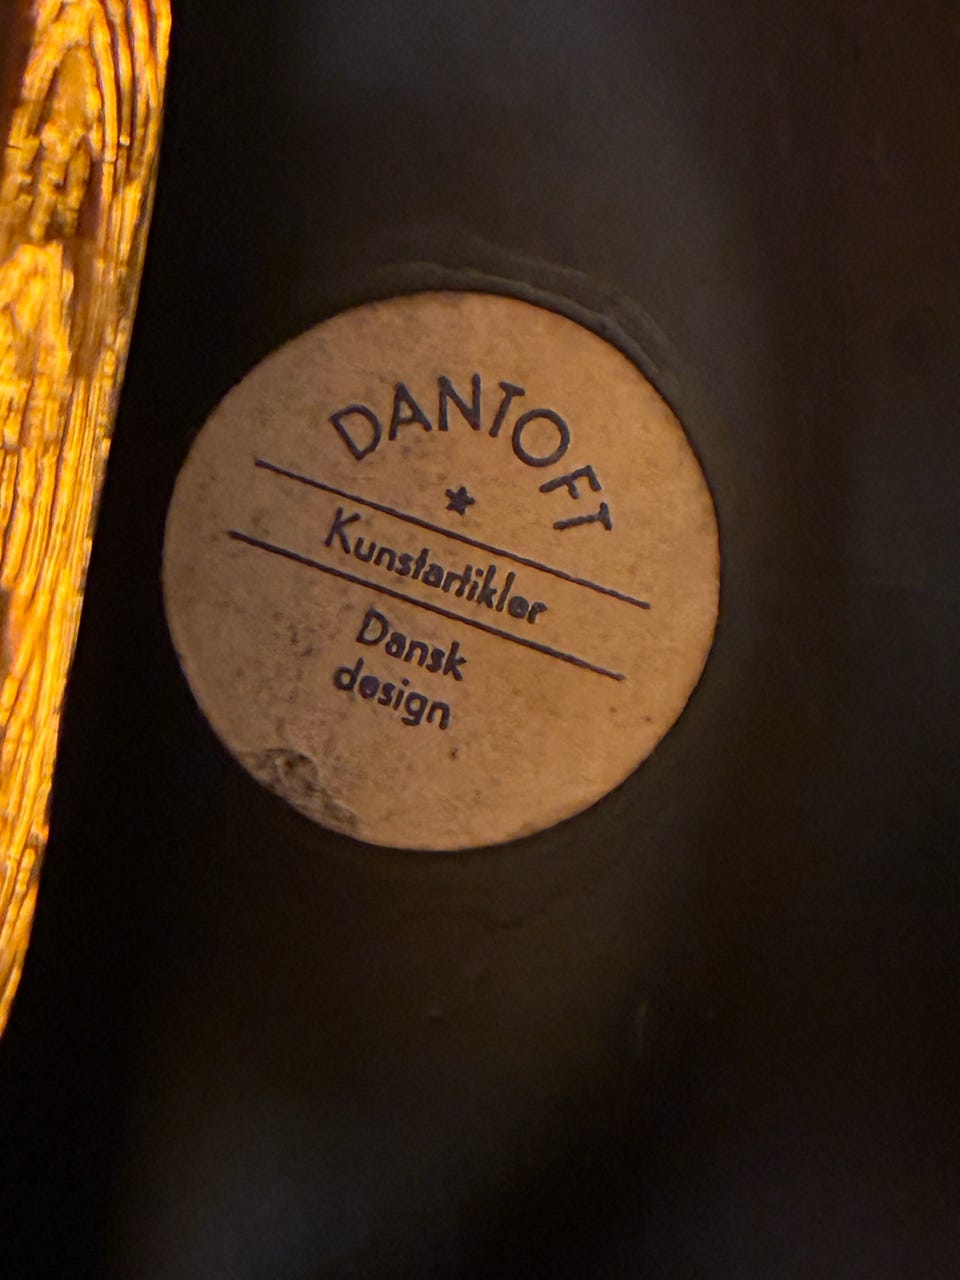 DANTOFT
Kunstartikler
Dansk
design